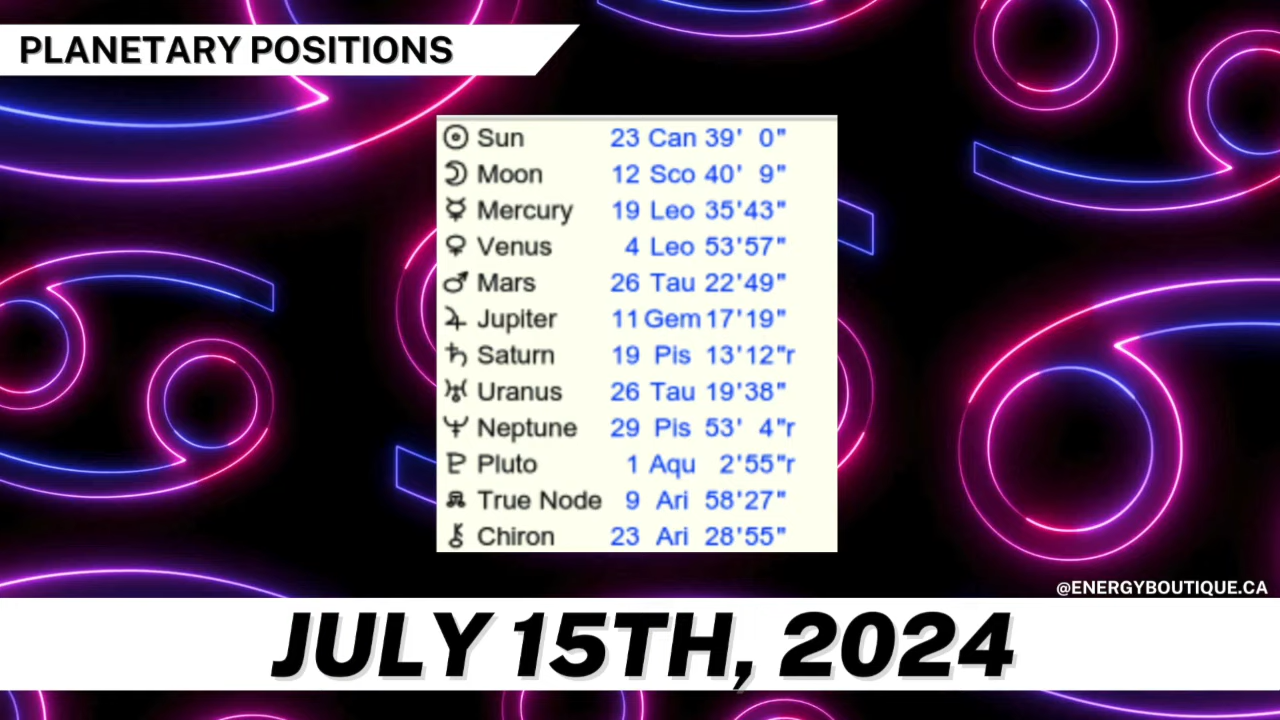 PLANETARY POSITIONS
Sun 23 Can 39' 0"
Moon 12 Sco 40' 9"
Mercury 19 Leo 35'43"
Venus 4 Leo 53'57"
Mars 26 Tau 22'49"
Jupiter 11 Gem 17'19"
Saturn 19 Pis 13'12"r
Uranus 26 Tau 19'38"
Neptune 29 Pis 53' 4"r
Pluto 1 Aqu 2'55"r
True Node 9 Ari 58'27"
Chiron 23 Ari 28'55"
@ENERGYBOUTIQUE.CA
JULY 15TH, 2024